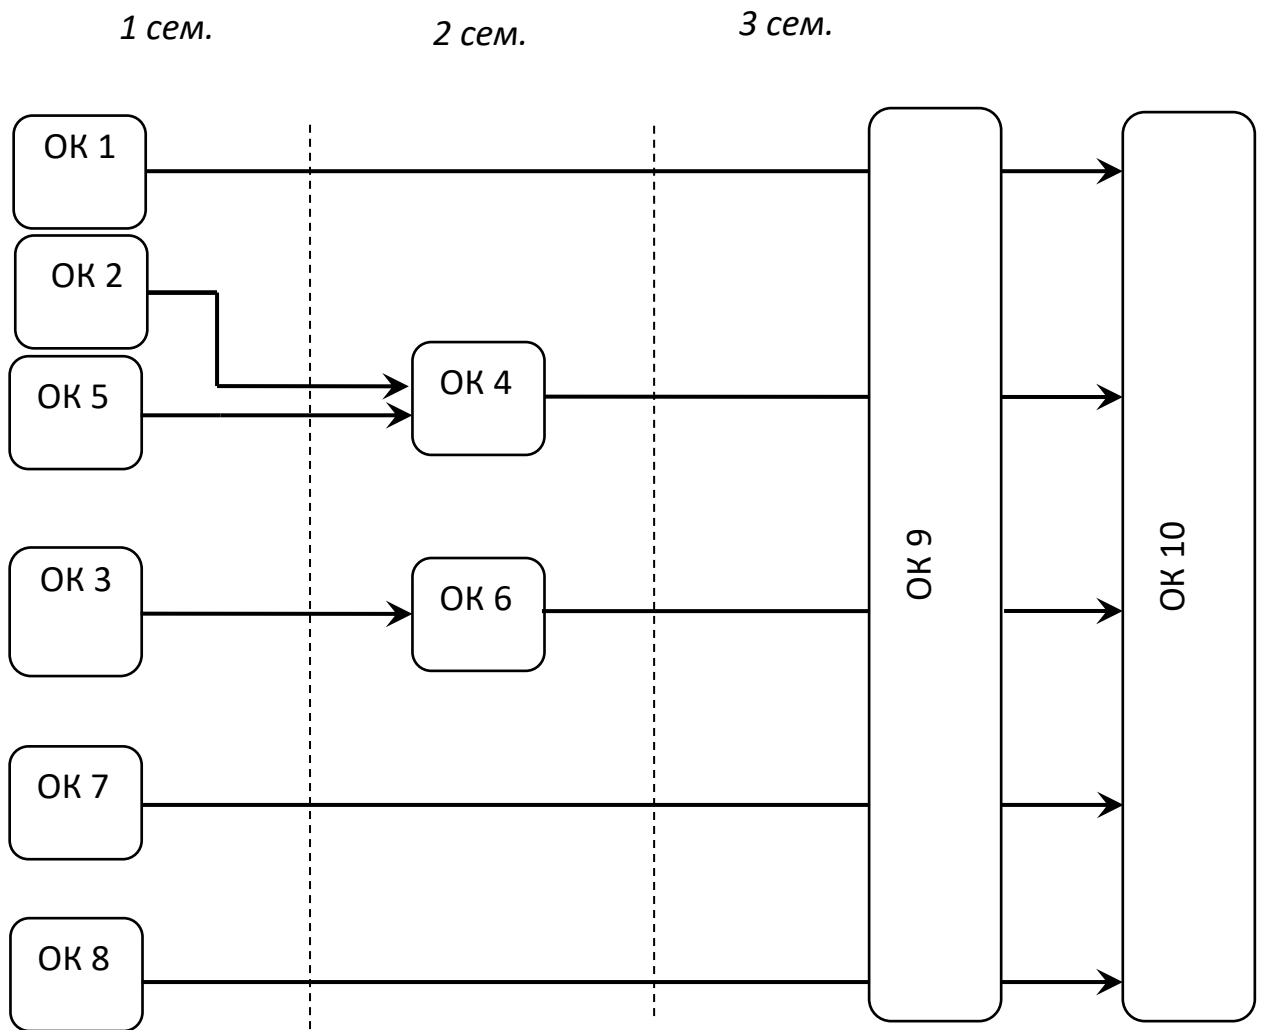 1 сем.
2 сем.
3 сем.
ОК 1
ОК 2
ОК 5
ОК 4
ОК 3
ОК 6
ОК 7
ОК 8
ОК 9
ОК 10